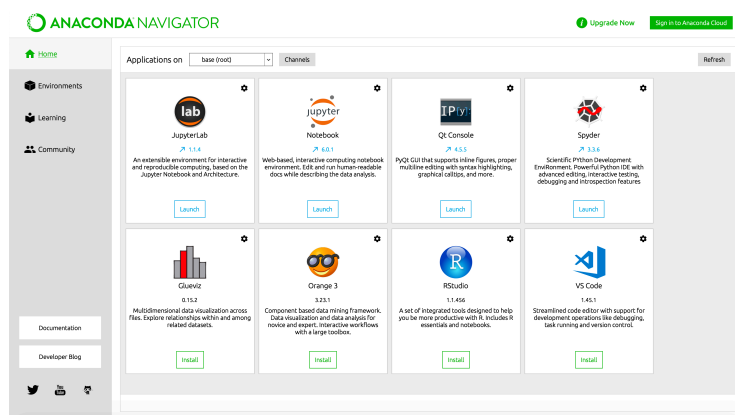 ANACONDA NAVIGATOR
i Upgrade Now
Sign in to Anaconda Cloud
Home
Environments
Learning
Community
Documentation
Developer Blog
You
Tube
Applications on
base (root)
Channels
Refresh
lab
JupyterLab
1.1.4
An extensible environment for interactive
and reproducible computing, based on the
Jupyter Notebook and Architecture.
Launch
jupyter
Notebook
6.0.1
Web-based, interactive computing notebook
environment. Edit and run human-readable
docs while describing the data analysis.
Launch
IP[y]:
Qt Console
4.5.5
PyQt GUI that supports inline figures, proper
multiline editing with syntax highlighting,
graphical calltips, and more.
Launch
Spyder
3.3.6
Scientific PYthon Development
EnviRonment. Powerful Python IDE with
advanced editing, interactive testing,
debugging and introspection features
Launch
Glueviz
0.15.2
Multidimensional data visualization across
files. Explore relationships within and among
related datasets.
Install
Orange 3
3.23.1
Component based data mining framework.
Data visualization and data analysis for
novice and expert. Interactive workflows
with a large toolbox.
Install
R
RStudio
1.1.456
A set of integrated tools designed to help
you be more productive with R. Includes R
essentials and notebooks.
Install
VS Code
1.45.1
Streamlined code editor with support for
development operations like debugging,
task running and version control.
Install